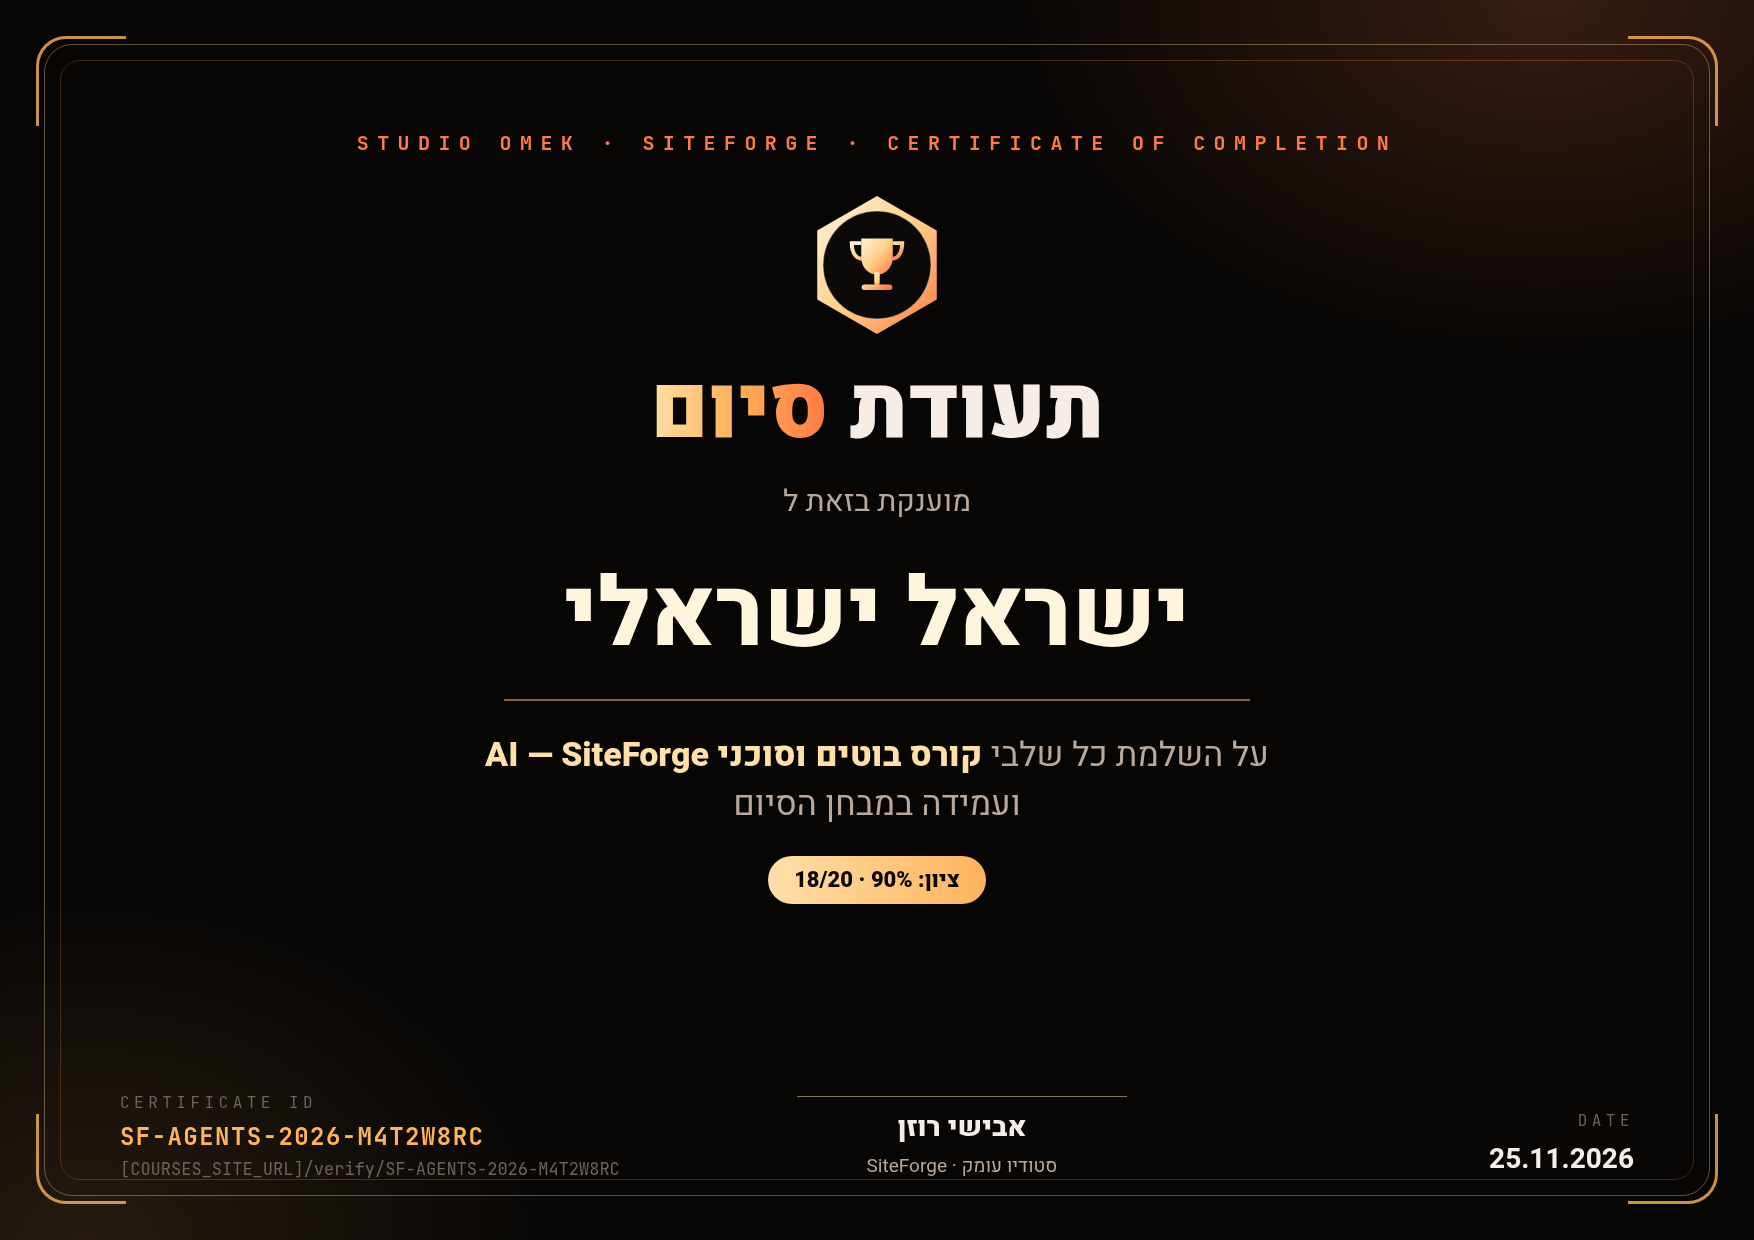 STUDIO OMEK · SITEFORGE · CERTIFICATE OF COMPLETION
תעודת סיום
מוענקת בזאת ל
ישראל ישראלי
על השלמת כל שלבי קורס בוטים וסוכני AI — SiteForge
ועמידה במבחן הסיום
ציון: 90% · 18/20
DATE
25.11.2026
אבישי רוזן
סטודיו עומק · SiteForge
CERTIFICATE ID
SF-AGENTS-2026-M4T2W8RC
[COURSES_SITE_URL]/verify/SF-AGENTS-2026-M4T2W8RC